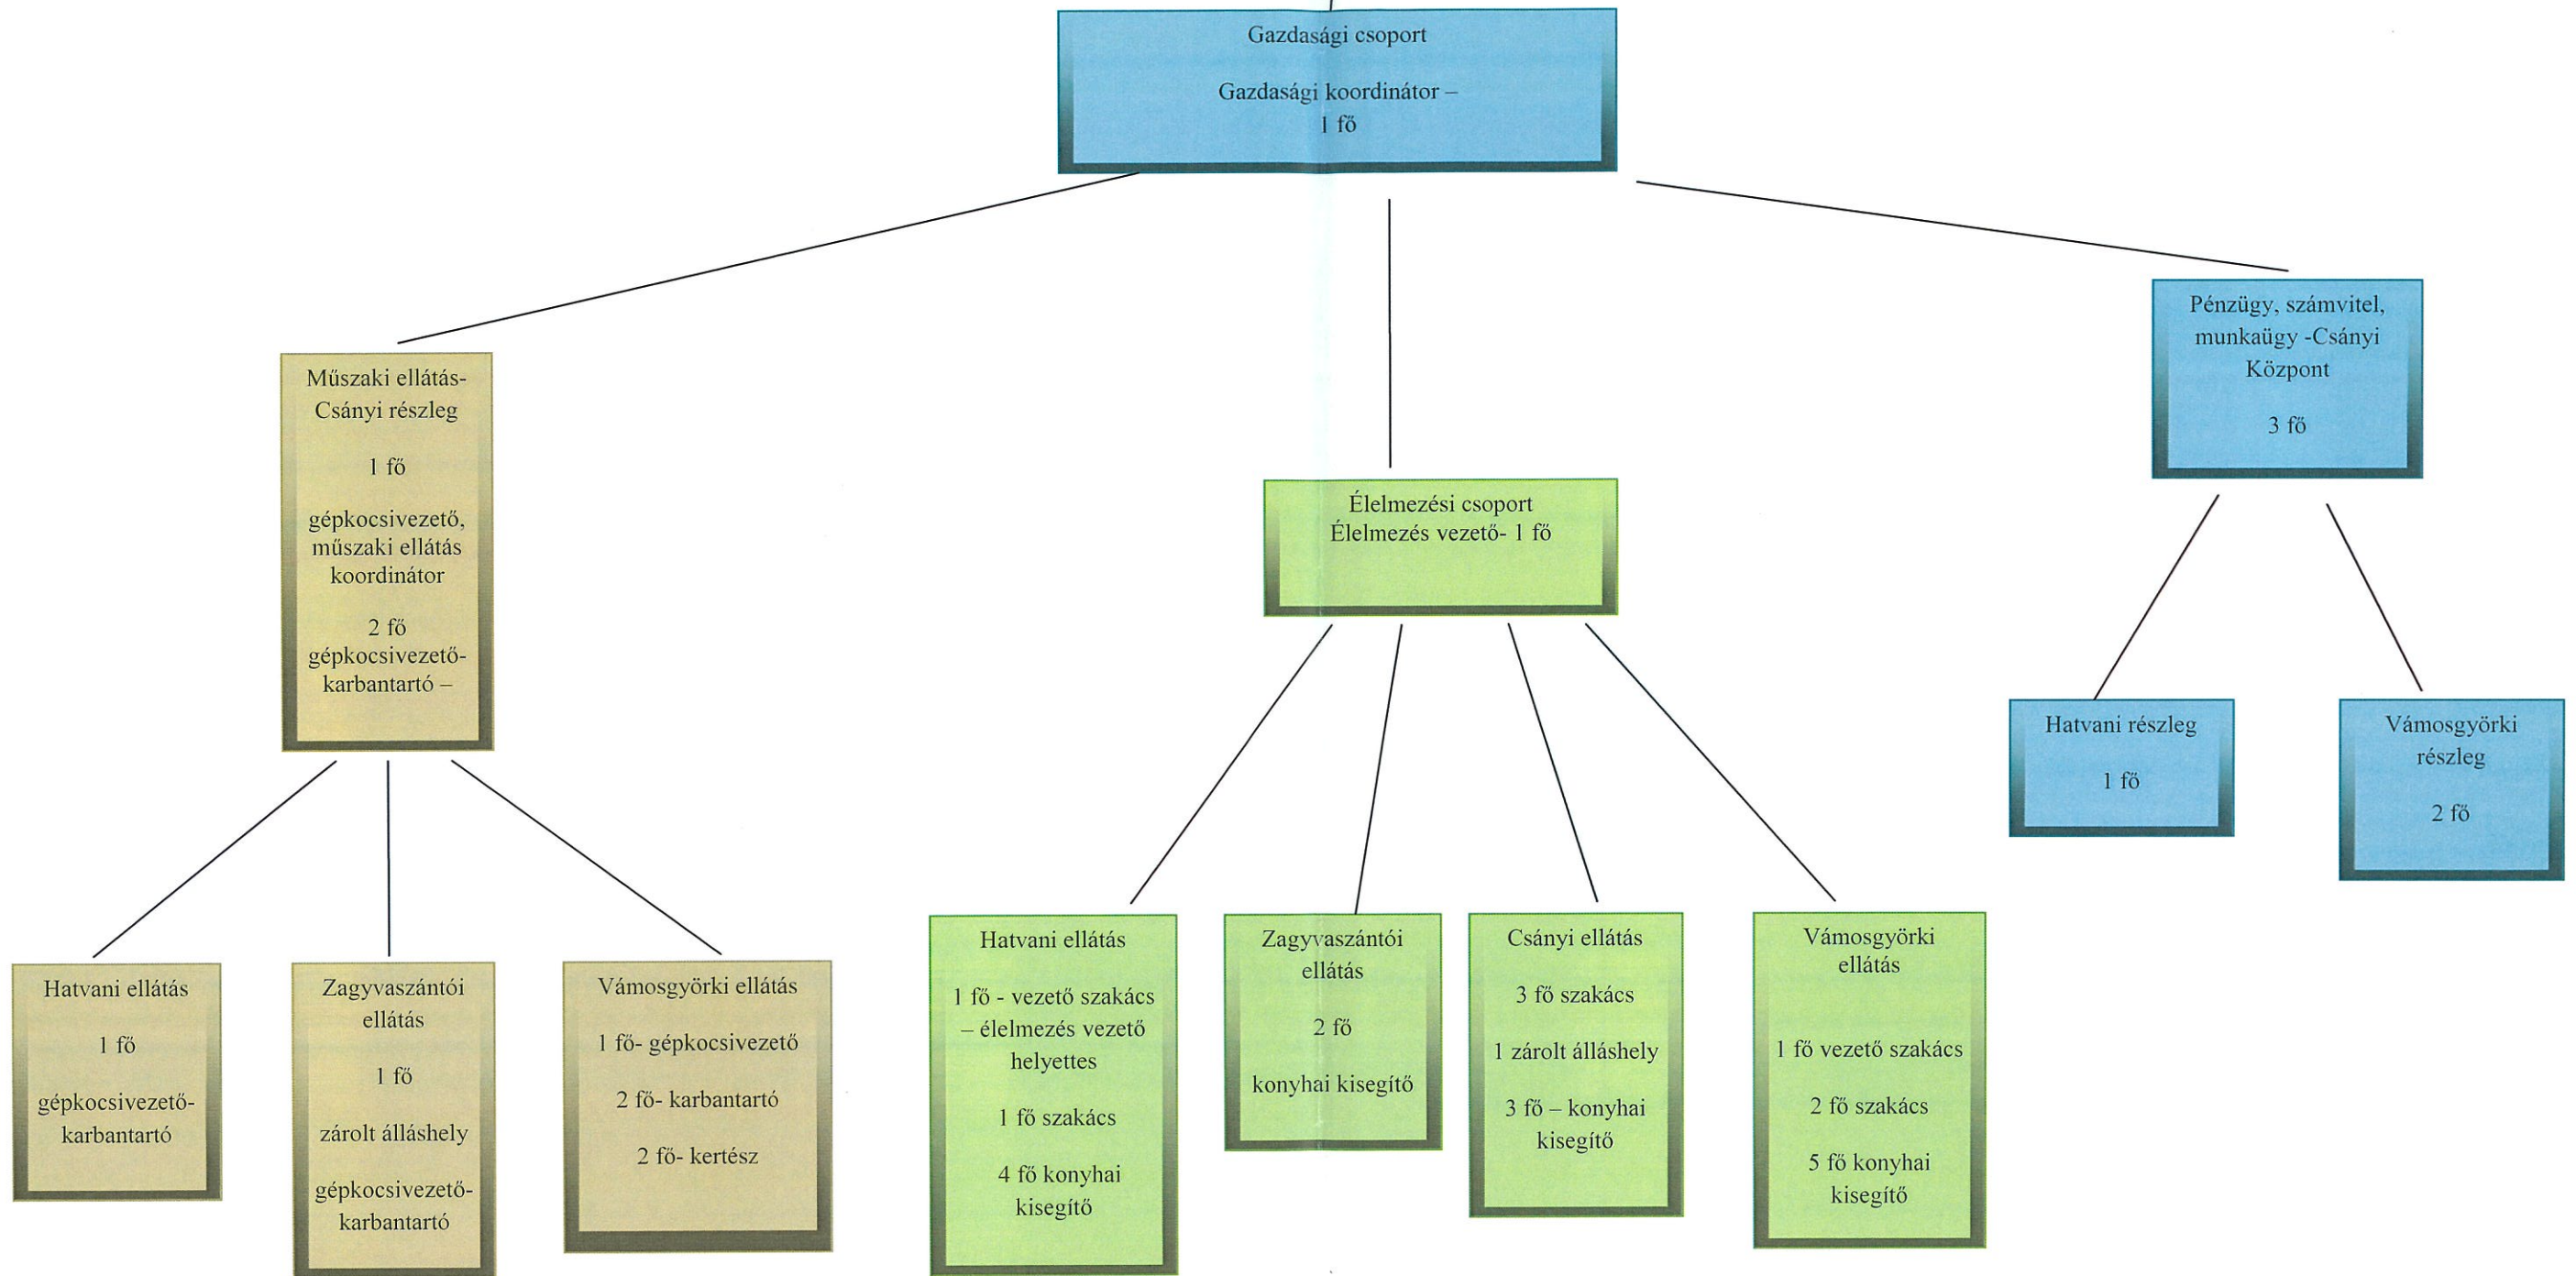 Gazdasági csoport
Gazdasági koordinátor –
1 fő
Műszaki ellátás-
Csányi részleg
1 fő
gépkocsivezető,
műszaki ellátás
koordinátor
2 fő
gépkocsivezető-
karbantartó –
Élelmezési csoport
Élelmezés vezető- 1 fő
Pénzügy, számvitel,
munkaügy -Csányi
Központ
3 fő
Hatvani ellátás
1 fő
gépkocsivezető-
karbantartó
Zagyvaszántói
ellátás
1 fő
zárolt álláshely
gépkocsivezető-
karbantartó
Vámosgyörki ellátás
1 fő- gépkocsivezető
2 fő- karbantartó
2 fő- kertész
Hatvani ellátás
1 fő - vezető szakács
– élelmezés vezető
helyettes
1 fő szakács
4 fő konyhai
kisegítő
Zagyvaszántói
ellátás
2 fő
konyhai kisegítő
Csányi ellátás
3 fő szakács
1 zárolt álláshely
3 fő – konyhai
kisegítő
Vámosgyörki
ellátás
1 fő vezető szakács
2 fő szakács
5 fő konyhai
kisegítő
Hatvani részleg
1 fő
Vámosgyörki
részleg
2 fő